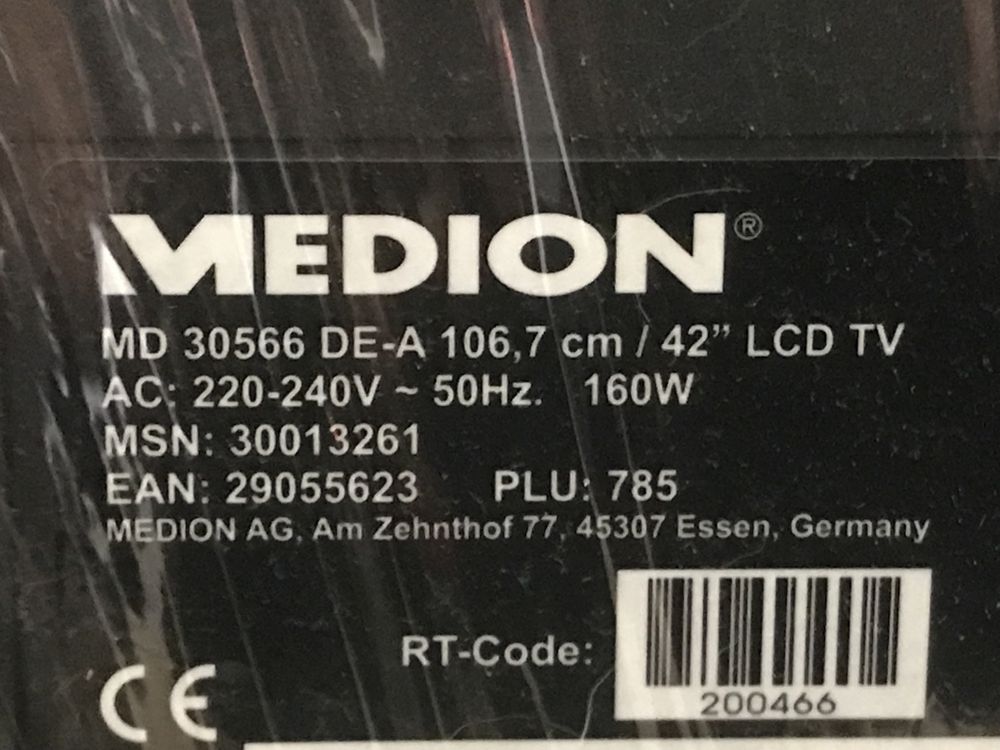 MEDION®
MD 30566 DE-A 106,7 cm / 42” LCD TV
AC: 220-240V ~ 50Hz. 160W
MSN: 30013261
EAN: 29055623 PLU: 785
MEDION AG, Am Zehnthof 77, 45307 Essen, Germany
RT-Code:
200466
CE